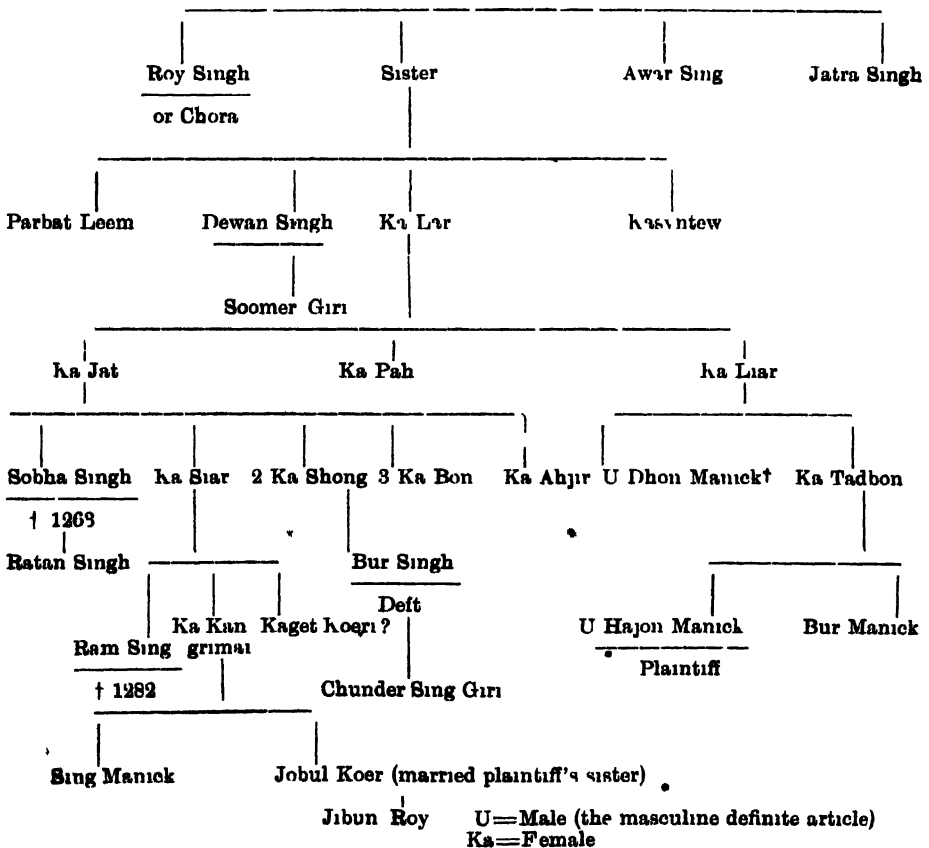 Roy Singh Sister Awar Sing Jatra Singh
or Chora
Parbat Leem Dewan Singh Ka Lar Kasyntew
Soomer Giri
Ka Jat Ka Pah Ka Liar
Sobha Singh Ka Siar 2 Ka Shong 3 Ka Bon Ka Ahjir U Dhon Manick† Ka Tadbon
† 1268
Ratan Singh Bur Singh
Deft
Ka Kan Kaget Koeri? U Hajon Manick Bur Manick
Ram Sing grimai
Plaintiff
† 1282 Chunder Sing Giri
Sing Manick Jobul Koer (married plaintiff's sister)
Jibun Roy U=Male (the masculine definite article)
Ka=Female